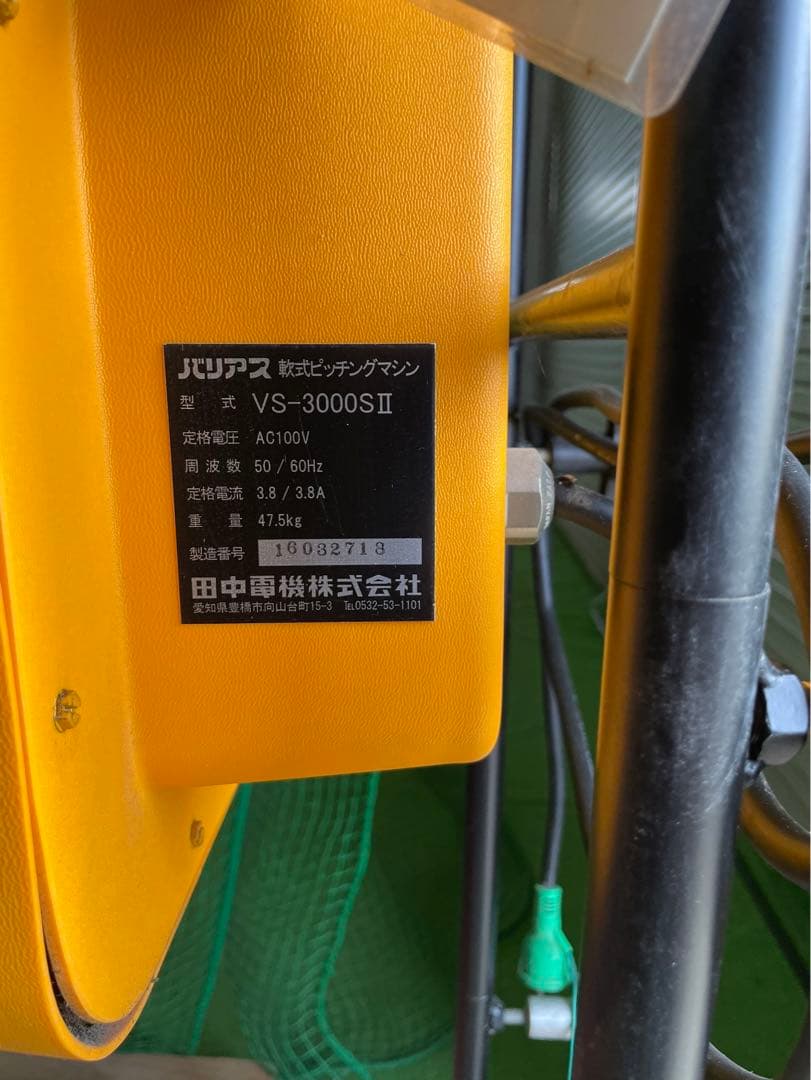 バリアス 軟式ピッチングマシン
型式 VS-3000SⅡ
定格電圧 AC100V
周波数 50/60Hz
定格電流 3.8/3.8A
重量 47.5kg
製造番号 16032713
田中電機株式会社
愛知県豊橋市向山台町15-3 TEL0532-53-1101